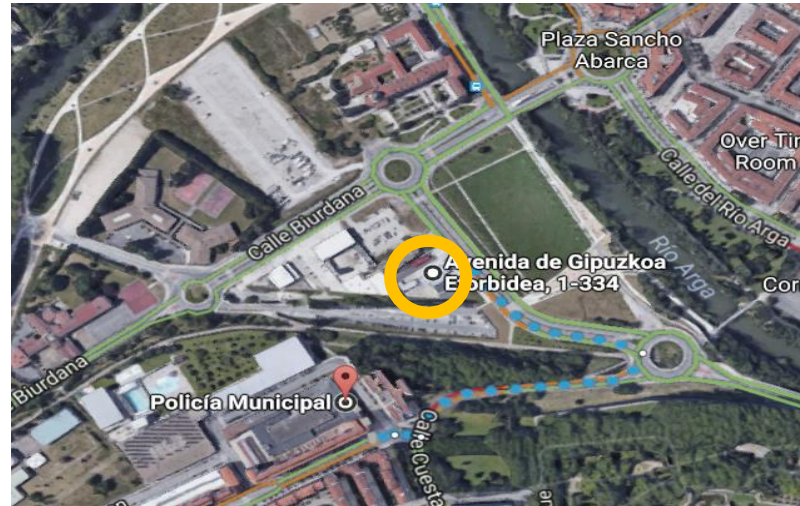 Plaza Sancho
Abarca
Over Tir
Room
Calle del Río Arga
Calle Biurdana
Río Arga
Avenida de Gipuzkoa
Etorbidea, 1-334
Cor
Biurdana
Policía Municipal
Calle Cuesta